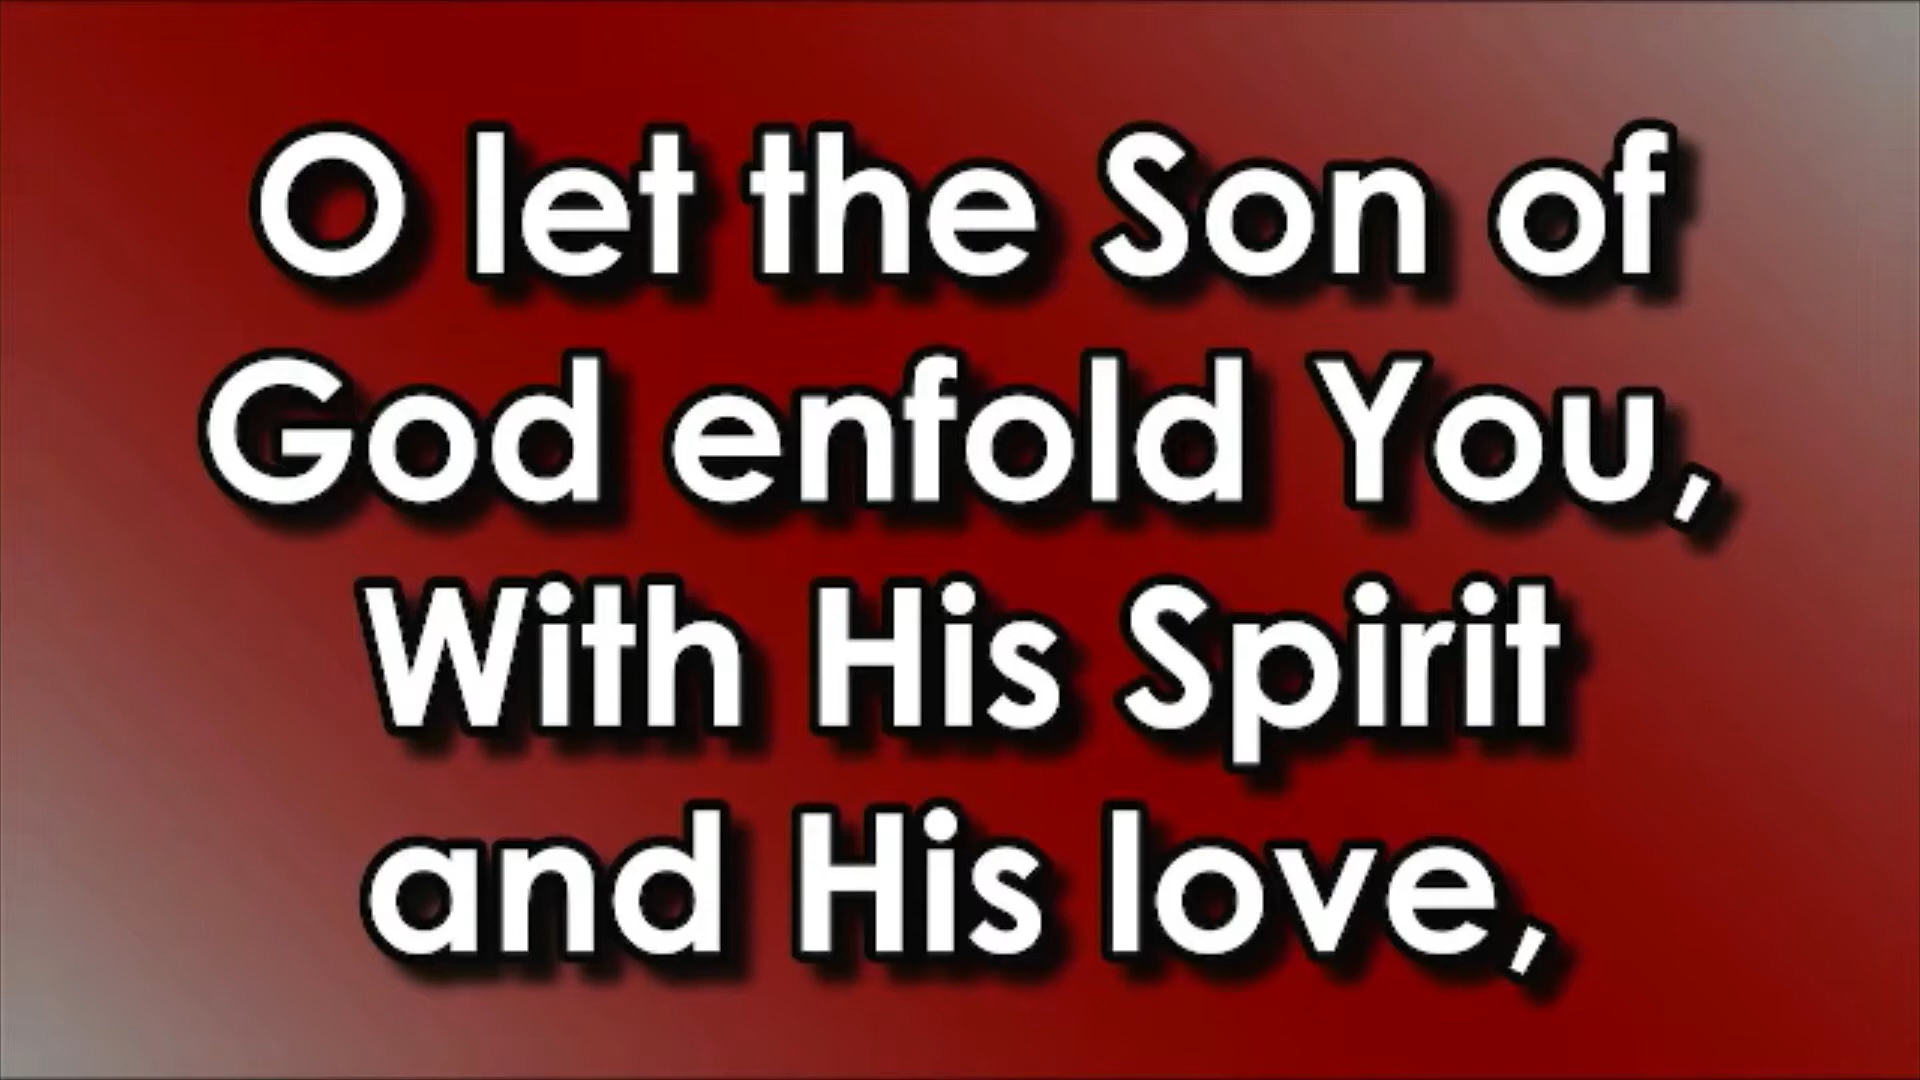 O let the Son of
God enfold You,
With His Spirit
and His love,